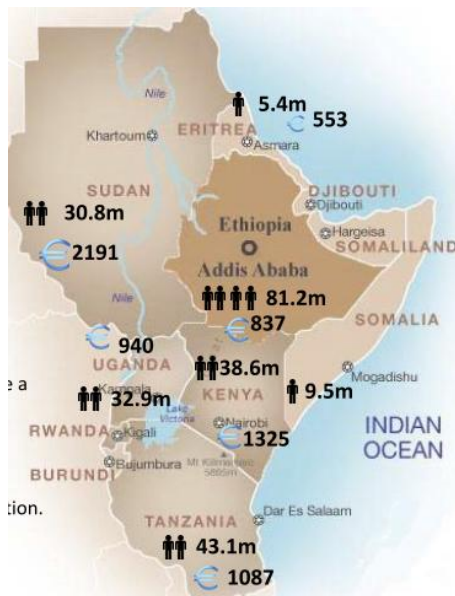 Nile
5.4m
553
ERITREA
Khartoum
Asmara
SUDAN
DJIBOUTI
Djibouti
30.8m
Ethiopia
Hargeisa
SOMALILAND
€2191
Addis Ababa
81.2m
Nile
SOMALIA
€
837
940
UGANDA
38.6m
e a
Kampala
32.9m
KENYA
9.5m
Mogadishu
Lake
Victoria
RWANDA
Kigali
Nairobi
INDIAN
OCEAN
€1325
BURUNDI
Bujumbura
Mt Kilimanjaro
5895m
tion.
Dar Es Salaam
TANZANIA
43.1m
€ 1087